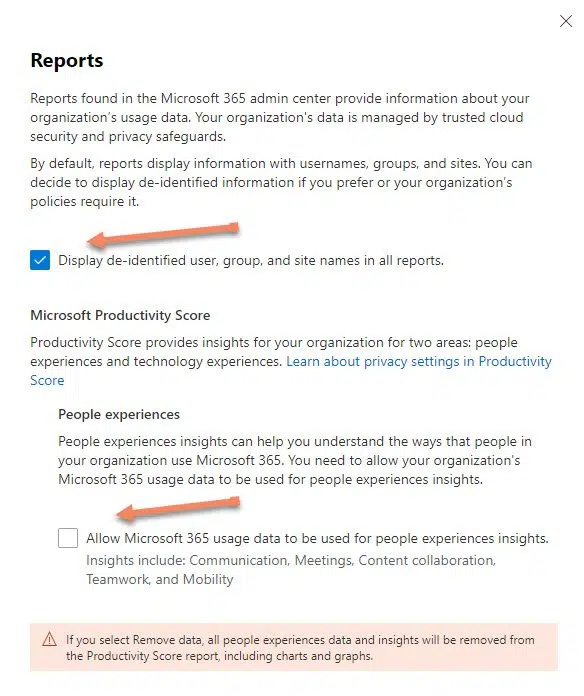 Reports
Reports found in the Microsoft 365 admin center provide information about your
organization's usage data. Your organization's data is managed by trusted cloud
security and privacy safeguards.
By default, reports display information with usernames, groups, and sites. You can
decide to display de-identified information if you prefer or your organization's
policies require it.
Display de-identified user, group, and site names in all reports.
Microsoft Productivity Score
Productivity Score provides insights for your organization for two areas: people
experiences and technology experiences. Learn about privacy settings in Productivity
Score
People experiences
People experiences insights can help you understand the ways that people in
your organization use Microsoft 365. You need to allow your organization's
Microsoft 365 usage data to be used for people experiences insights.
Allow Microsoft 365 usage data to be used for people experiences insights.
Insights include: Communication, Meetings, Content collaboration,
Teamwork, and Mobility
If you select Remove data, all people experiences data and insights will be removed from
the Productivity Score report, including charts and graphs.